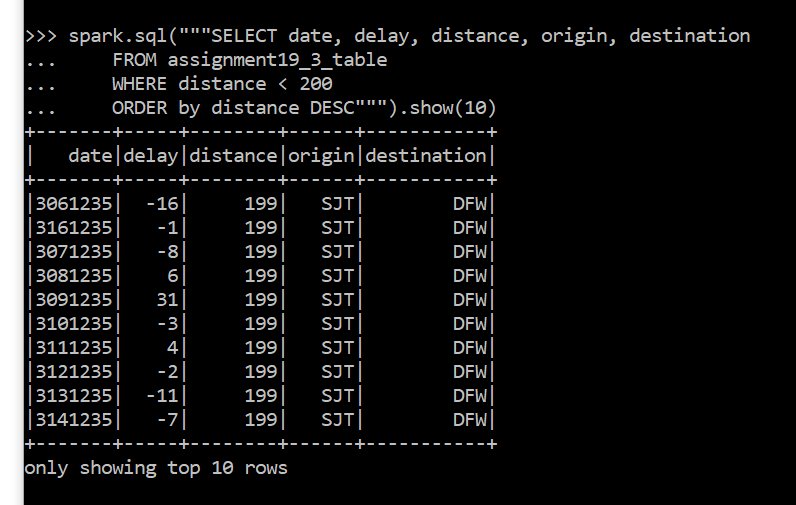 >>> spark.sql("""SELECT date, delay, distance, origin, destination
...     FROM assignment19_3_table
...     WHERE distance < 200
...     ORDER by distance DESC""").show(10)
+-------+-----+--------+------+-----------+
|   date|delay|distance|origin|destination|
+-------+-----+--------+------+-----------+
|3061235|  -16|     199|   SJT|        DFW|
|3161235|   -1|     199|   SJT|        DFW|
|3071235|   -8|     199|   SJT|        DFW|
|3081235|    6|     199|   SJT|        DFW|
|3091235|   31|     199|   SJT|        DFW|
|3101235|   -3|     199|   SJT|        DFW|
|3111235|    4|     199|   SJT|        DFW|
|3121235|   -2|     199|   SJT|        DFW|
|3131235|  -11|     199|   SJT|        DFW|
|3141235|   -7|     199|   SJT|        DFW|
+-------+-----+--------+------+-----------+
only showing top 10 rows